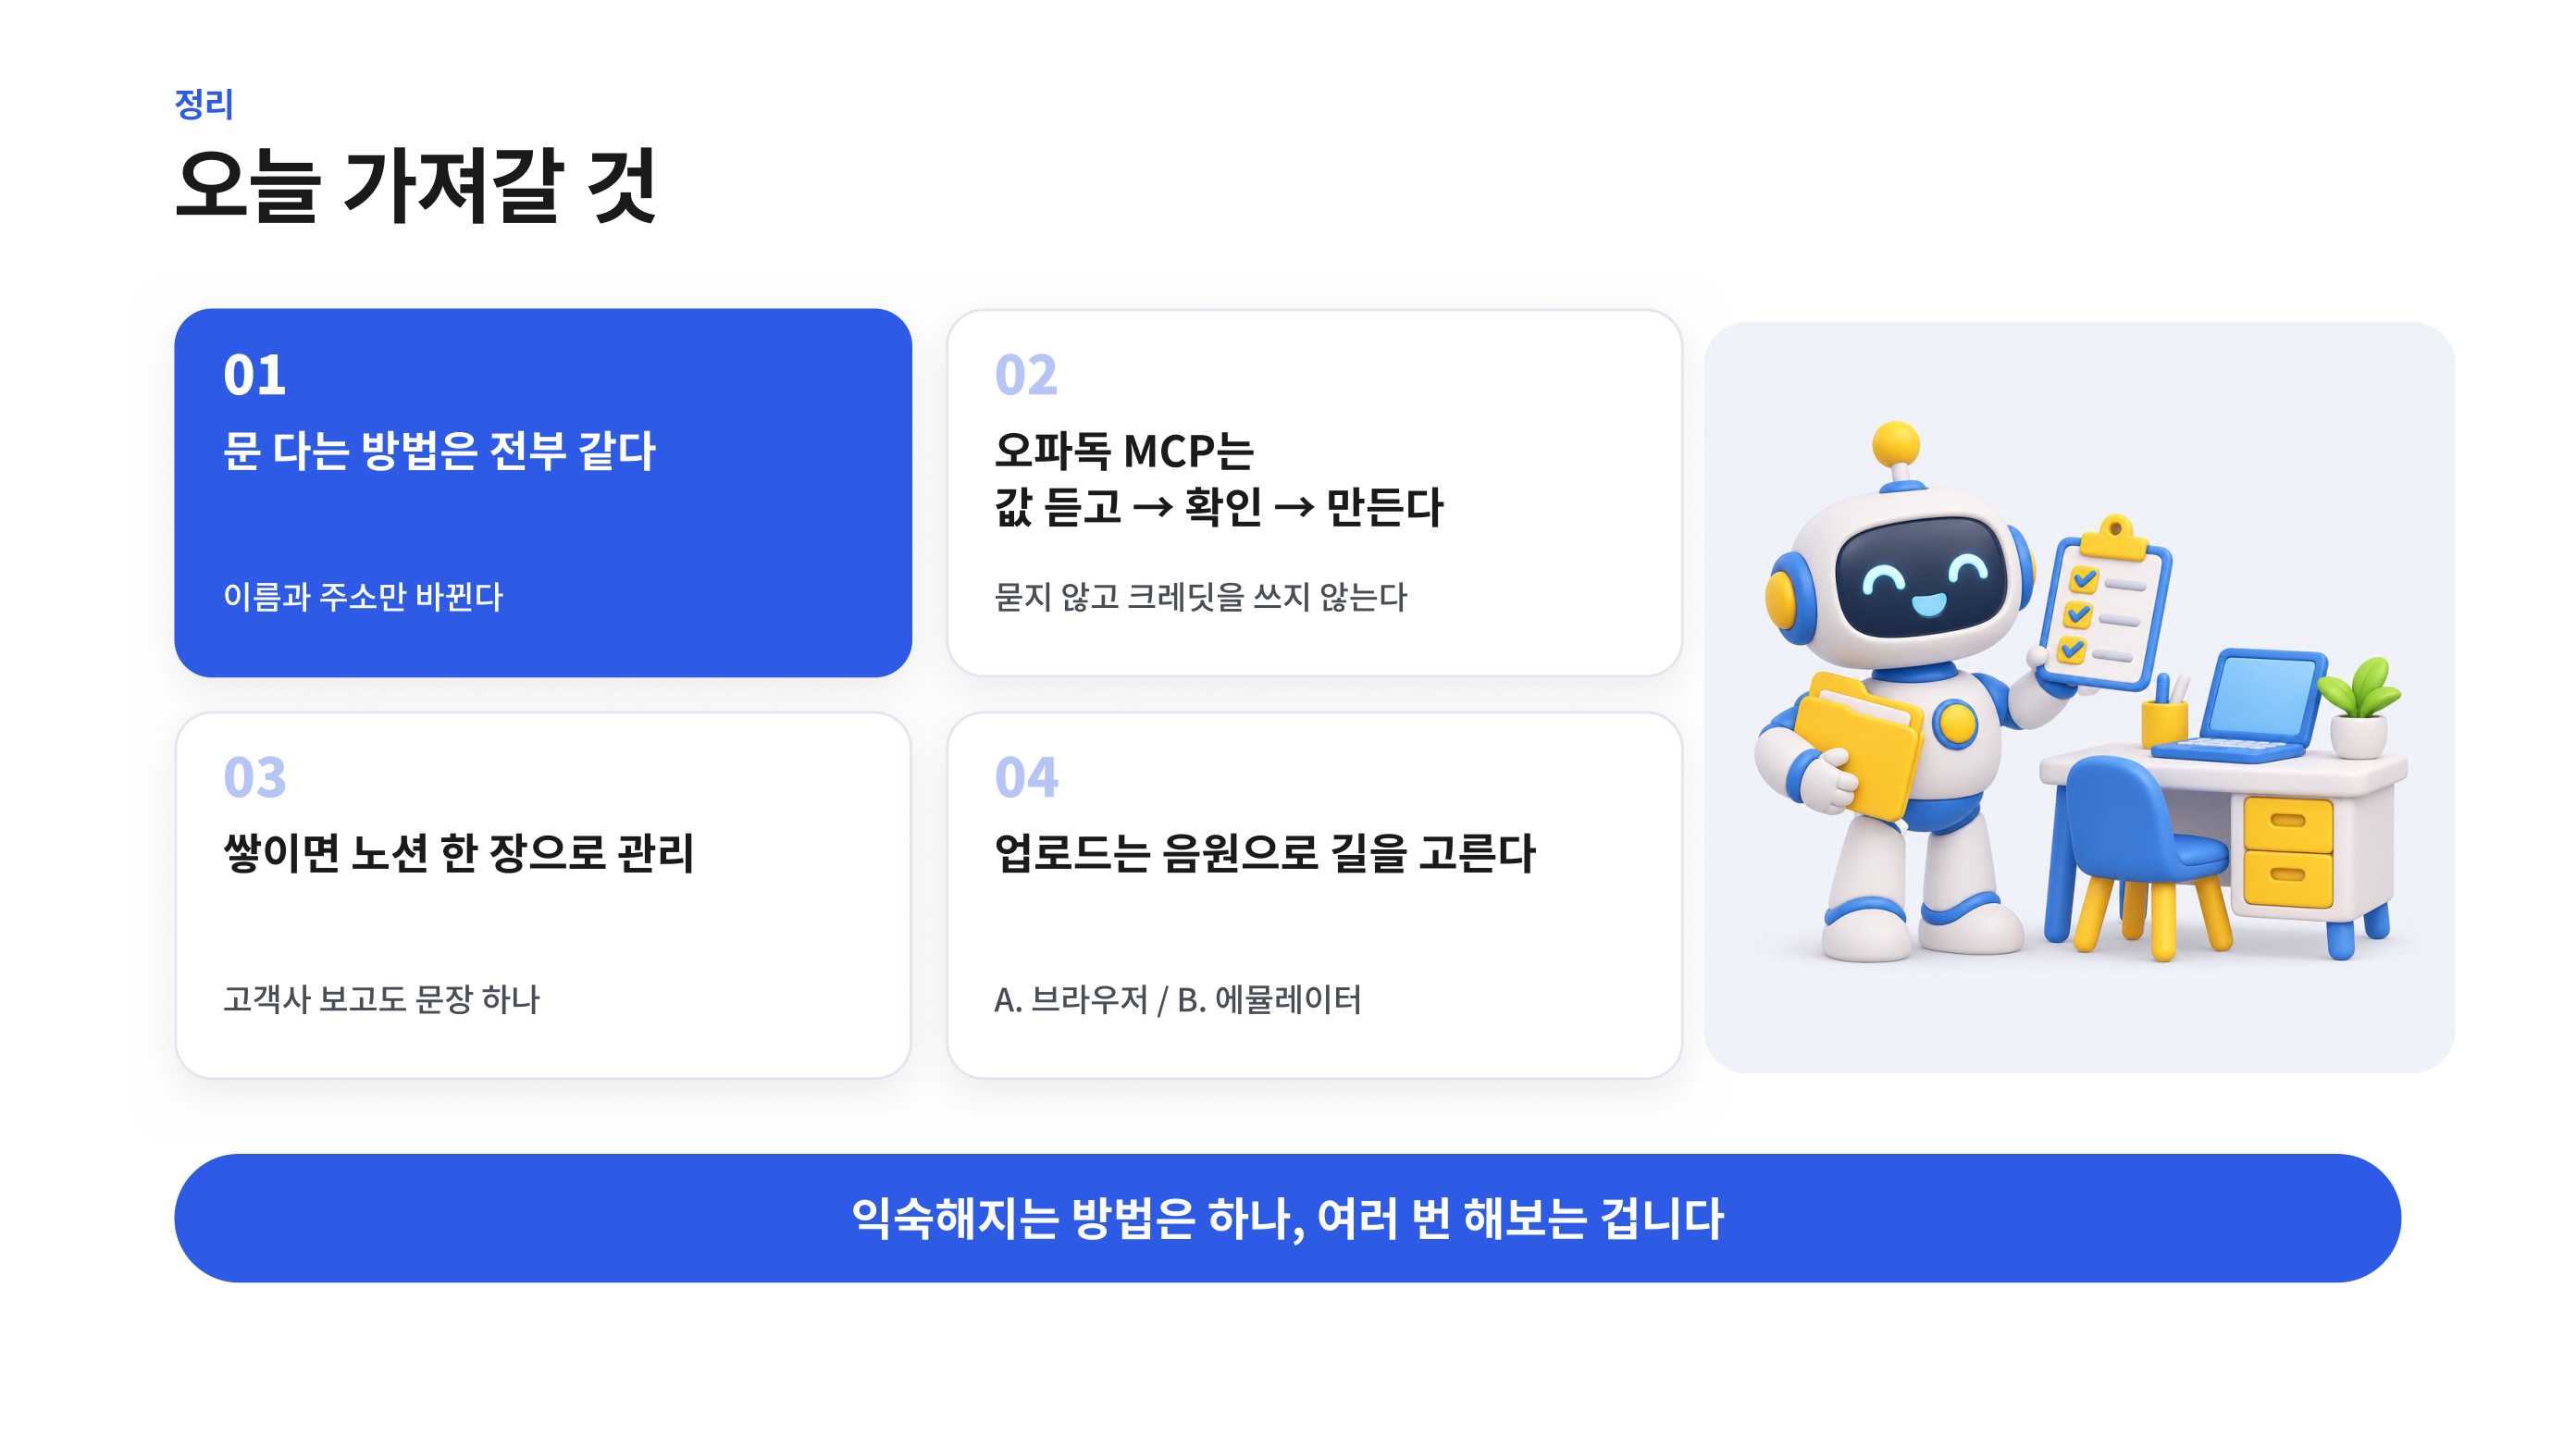 정리
오늘 가져갈 것
01
문 다는 방법은 전부 같다
이름과 주소만 바뀐다
02
오파독 MCP는
값 듣고 → 확인 → 만든다
묻지 않고 크레딧을 쓰지 않는다
03
쌓이면 노션 한 장으로 관리
고객사 보고도 문장 하나
04
업로드는 음원으로 길을 고른다
A. 브라우저 / B. 에뮬레이터
익숙해지는 방법은 하나, 여러 번 해보는 겁니다